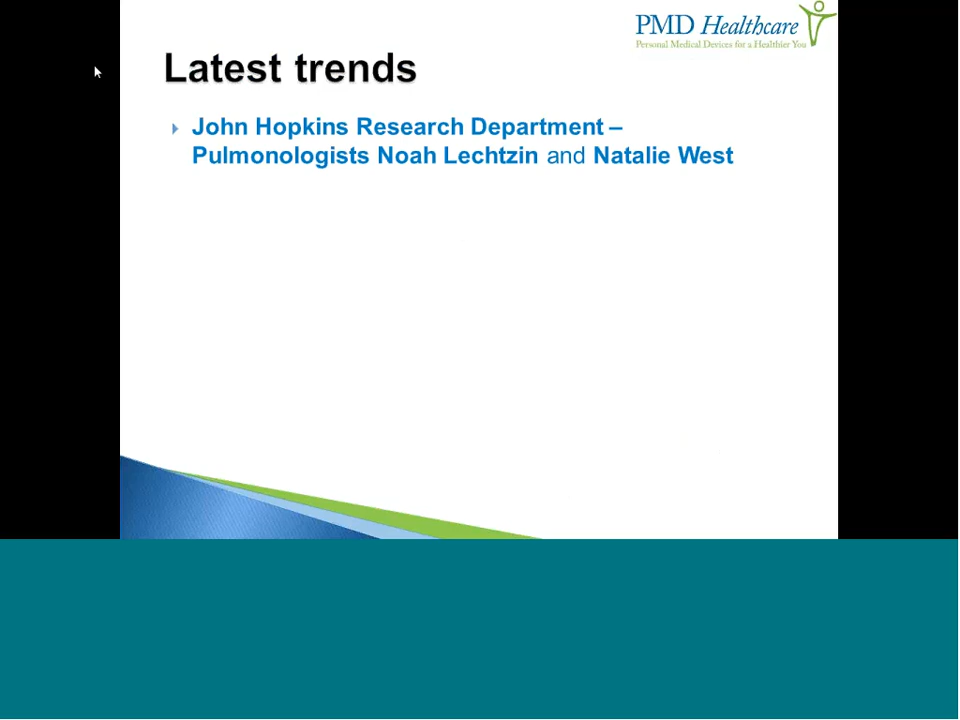 PMD Healthcare
Personal Medical Devices for a Healthier You
Latest trends
John Hopkins Research Department –
Pulmonologists Noah Lechtzin and Natalie West